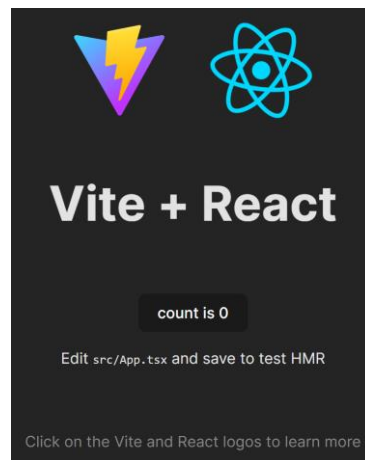 Vite + React
count is 0
Edit src/App.tsx and save to test HMR
Click on the Vite and React logos to learn more